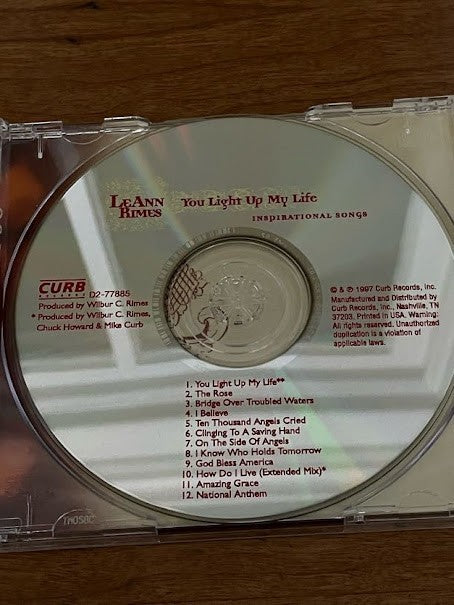 LeAnn Rimes
You Light Up My Life
INSPIRATIONAL SONGS
CURB
RECORDS
D2-77885
Produced by Wilbur C. Rimes
* Produced by Wilbur C. Rimes,
Chuck Howard & Mike Curb
© & ℗ 1997 Curb Records, Inc.
Manufactured and Distributed by
Curb Records, Inc., Nashville, TN
37203. Printed in USA. Warning:
All rights reserved. Unauthorized
duplication is a violation of
applicable laws.
1. You Light Up My Life**
2. The Rose
3. Bridge Over Troubled Waters
4. I Believe
5. Ten Thousand Angels Cried
6. Clinging To A Saving Hand
7. On The Side Of Angels
8. I Know Who Holds Tomorrow
9. God Bless America
10. How Do I Live (Extended Mix)*
11. Amazing Grace
12. National Anthem